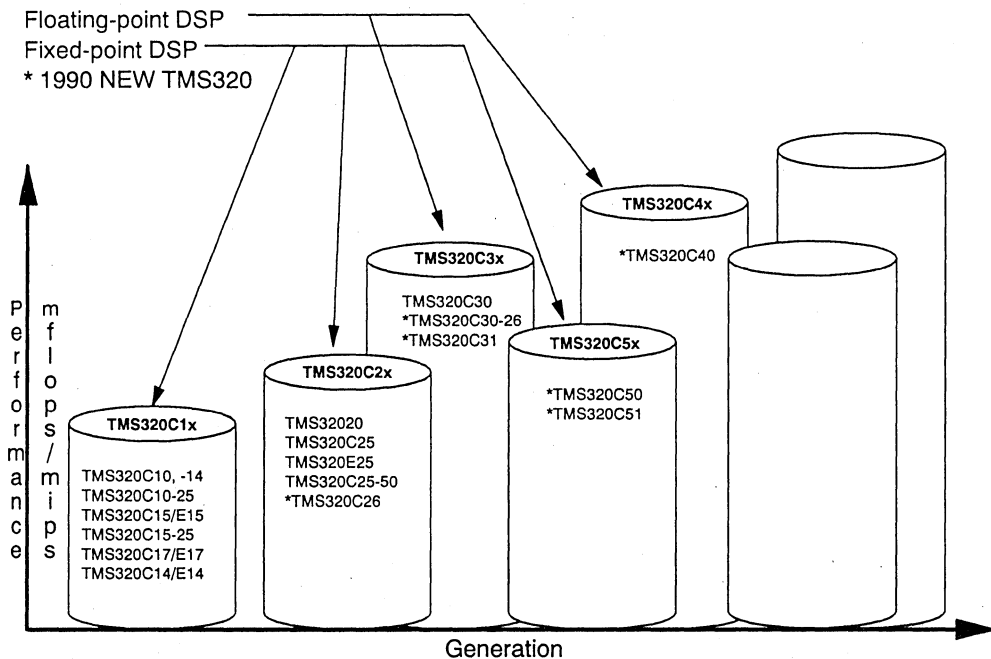 Floating-point DSP
Fixed-point DSP
* 1990 NEW TMS320
Performance
mflops/mips
TMS320C1x
TMS320C10, -14
TMS320C10-25
TMS320C15/E15
TMS320C15-25
TMS320C17/E17
TMS320C14/E14
TMS320C2x
TMS32020
TMS320C25
TMS320E25
TMS320C25-50
*TMS320C26
TMS320C3x
TMS320C30
*TMS320C30-26
*TMS320C31
TMS320C5x
*TMS320C50
*TMS320C51
TMS320C4x
*TMS320C40
Generation